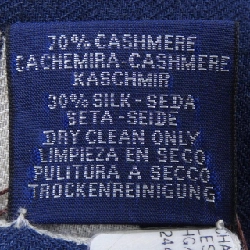 70% CASHMERE
CACHEMIRA-CASHMERE
KASCHMIR
30% SILK-SEDA
SETA-SEIDE
DRY CLEAN ONLY
LIMPIEZA EN SECO
PULITURA A SECCO
TROCKENREINIGUNG